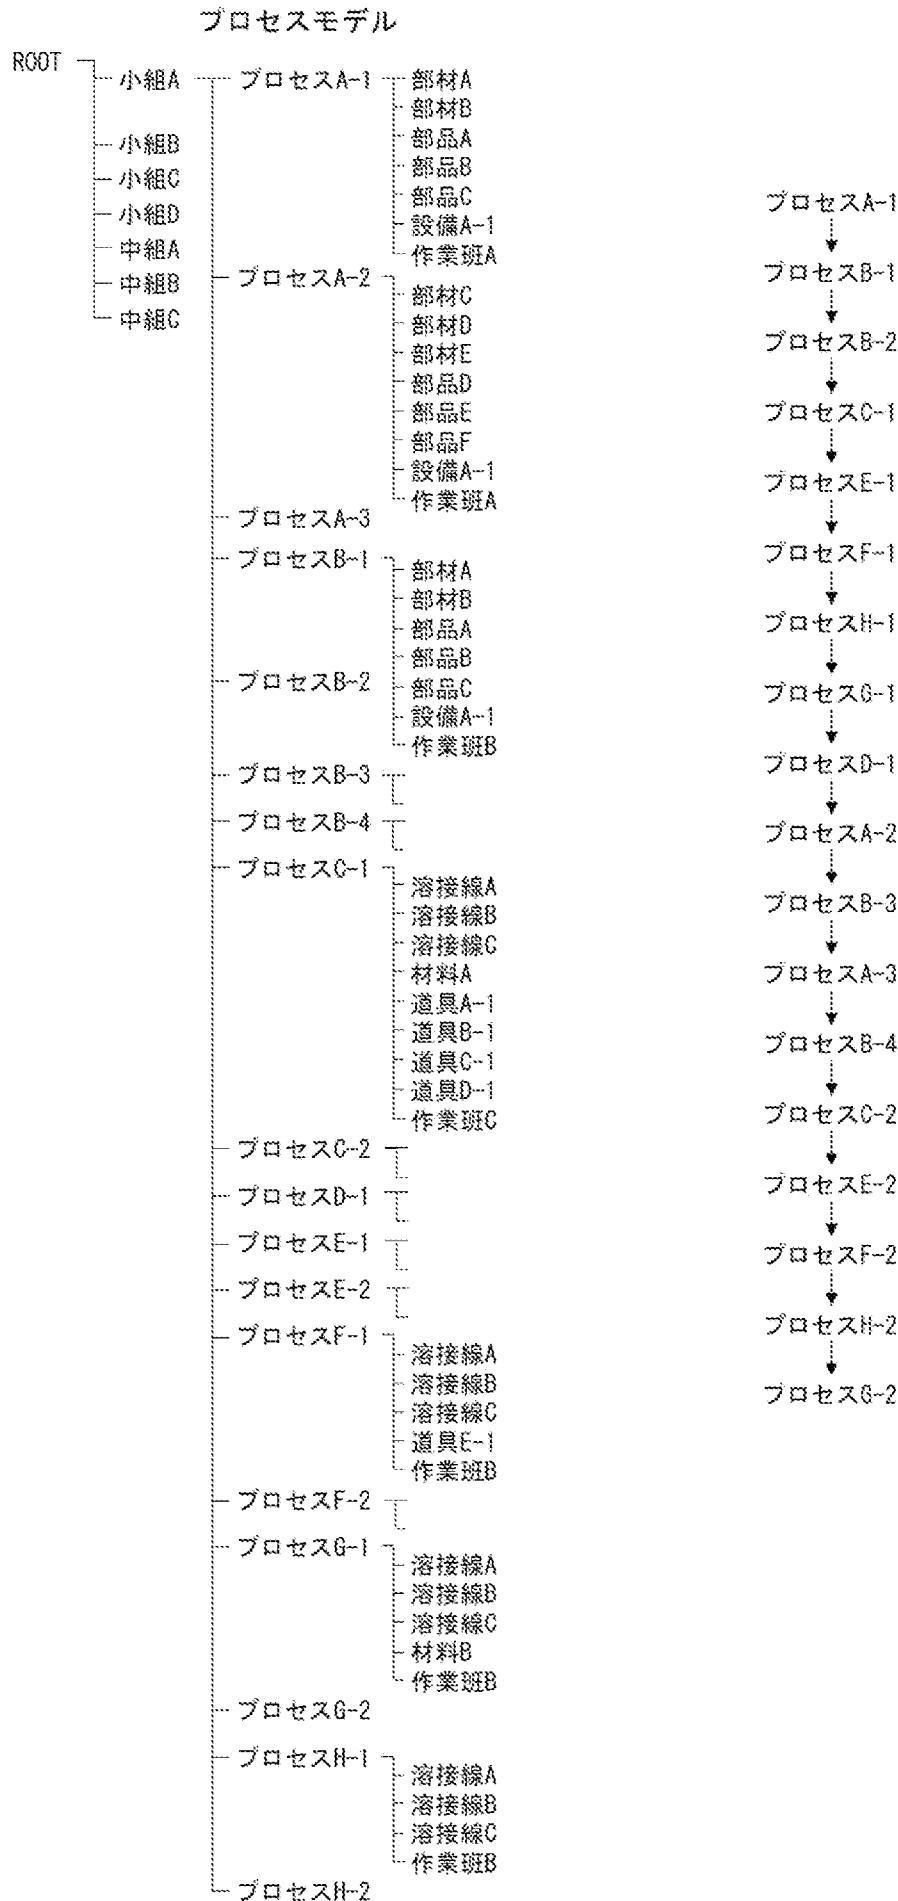 プロセスモデル
ROOT
小組A
小組B
小組C
小組D
中組A
中組B
中組C
プロセスA-1
部材A
部材B
部品A
部品B
部品C
設備A-1
作業班A
プロセスA-2
部材C
部材D
部材E
部品D
部品E
部品F
設備A-1
作業班A
プロセスA-3
プロセスB-1
部材A
部材B
部品A
部品B
部品C
設備A-1
作業班B
プロセスB-2
プロセスB-3
プロセスB-4
プロセスC-1
溶接線A
溶接線B
溶接線C
材料A
道具A-1
道具B-1
道具C-1
道具D-1
作業班C
プロセスC-2
プロセスD-1
プロセスE-1
プロセスE-2
プロセスF-1
溶接線A
溶接線B
溶接線C
道具E-1
作業班B
プロセスF-2
プロセスG-1
溶接線A
溶接線B
溶接線C
材料B
作業班B
プロセスG-2
プロセスH-1
溶接線A
溶接線B
溶接線C
作業班B
プロセスH-2
プロセスA-1
プロセスB-1
プロセスB-2
プロセスC-1
プロセスE-1
プロセスF-1
プロセスH-1
プロセスG-1
プロセスD-1
プロセスA-2
プロセスB-3
プロセスA-3
プロセスB-4
プロセスC-2
プロセスE-2
プロセスF-2
プロセスH-2
プロセスG-2